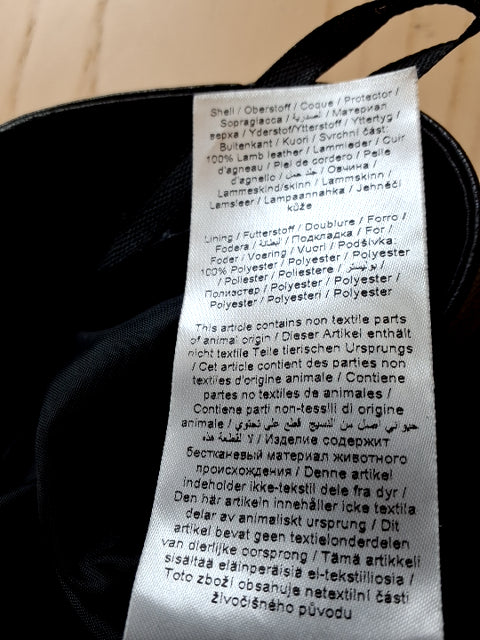 Shell / Oberstoff / Coque / Protector /
Sopraglacca / الصدرية / Материал
верха / Yderstof/Ytterstoff / Yttertyg /
Buitenkant / Kuori / Svrchní část:
100% Lamb leather / Lammleder / Cuir
d'agneau / Piel de cordero / Pelle
d'agnello / جلد حمل / Овчина /
Lammeskind/skinn / Lammskinn /
Lamsleer / Lampaannahka / Jehněčí
kůže
Lining / Futterstoff / Doublure / Forro /
Fodera / البطانة / Подкладка / For /
Foder / Voering / Vuori / Podšívka:
100% Polyester / Polyester / Polyester
/ Poliester / Poliestere / بوليستر /
Полиэстер / Polyester / Polyester /
Polyester / Polyesteri / Polyester
This article contains non textile parts
of animal origin / Dieser Artikel enthält
nicht textile Teile tierischen Ursprungs
/ Cet article contient des parties non
textiles d'origine animale / Contiene
partes no textiles de animales /
Contiene parti non-tessili di origine
animale / حيواني أصل من النسيج قطع على تحتوي
لا القطعة هذه / Изделие содержит
бестканевый материал животного
происхождения / Denne artikel
indeholder ikke-tekstil dele fra dyr /
Den här artikeln innehåller icke textila
delar av animaliskt ursprung / Dit
artikel bevat geen textielonderdelen
van dierlijke oorsprong / Tämä artikkeli
sisältää eläinperäisiä ei-tekstiiliosia /
Toto zboží obsahuje netextilní části
živočišného původu